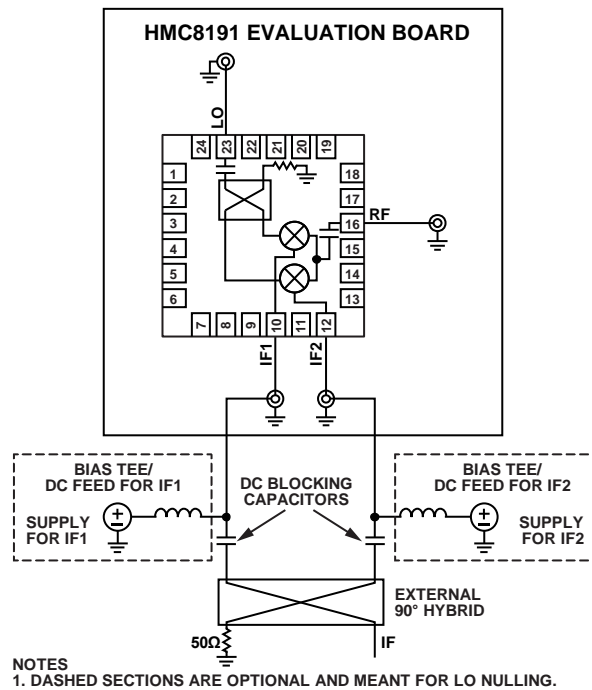 HMC8191 EVALUATION BOARD
LO
24 23 22 21 20 19
1
2
3
4
5
6
18
17
16
15
14
13
RF
7 8 9 10 11 12
IF1
IF2
BIAS TEE/
DC FEED FOR IF1
SUPPLY
FOR IF1
DC BLOCKING
CAPACITORS
BIAS TEE/
DC FEED FOR IF2
SUPPLY
FOR IF2
EXTERNAL
90° HYBRID
50Ω
IF
NOTES
1. DASHED SECTIONS ARE OPTIONAL AND MEANT FOR LO NULLING.